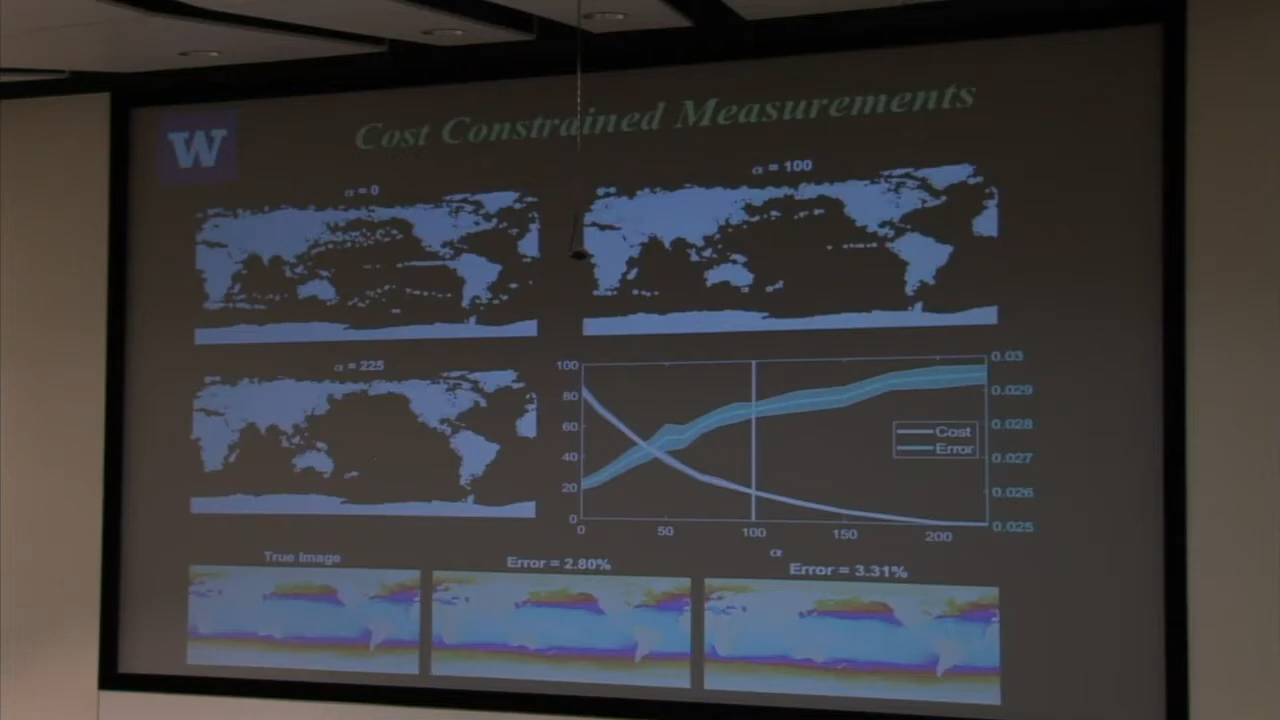 Cost Constrained Measurements
W
α = 0
α = 100
α = 225
100
80
60
40
20
0
0
50
100
150
200
α
0.03
0.029
0.028
0.027
0.026
0.025
Cost
Error
True Image
Error = 2.80%
Error = 3.31%